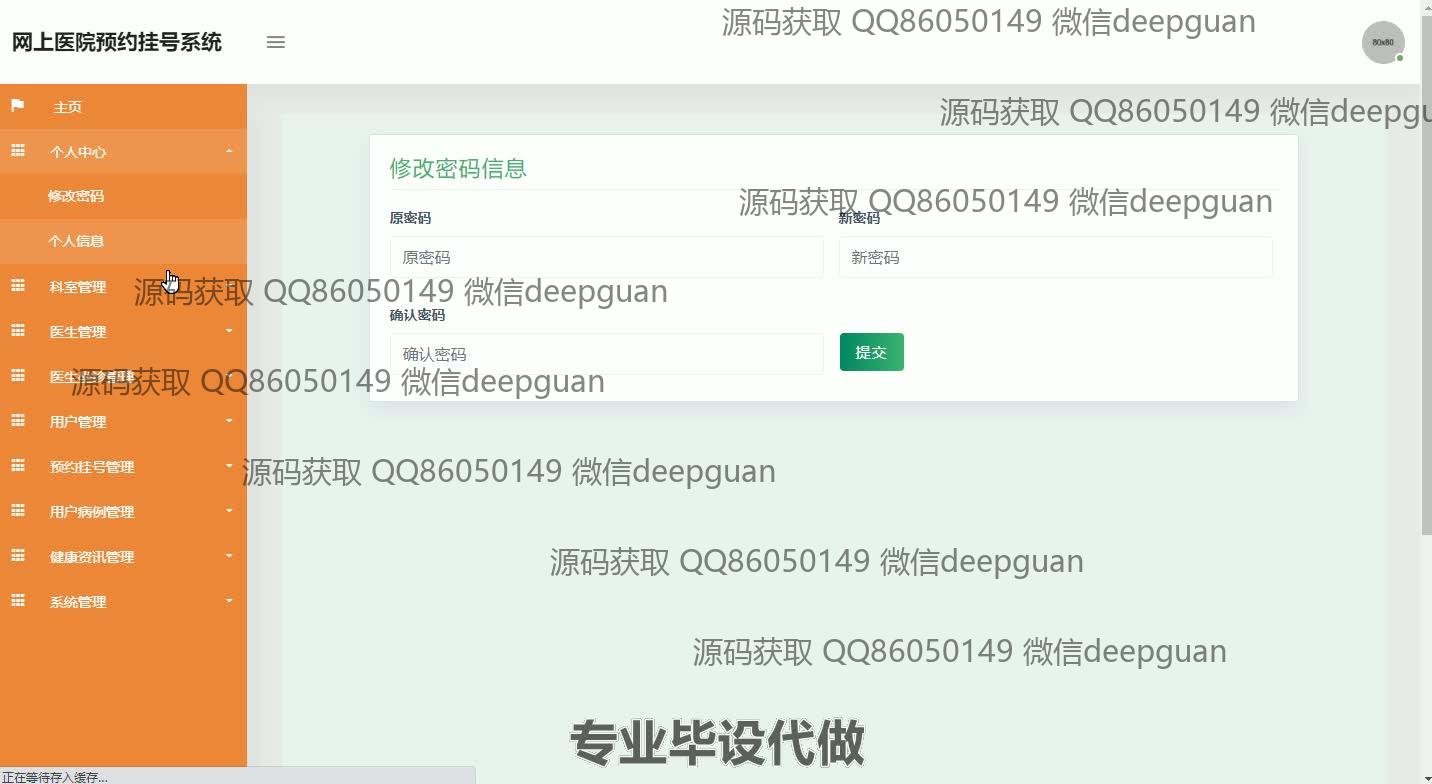 源码获取 QQ86050149 微信deepguan
网上医院预约挂号系统
80x80
主页
源码获取 QQ86050149 微信deepgu
个人中心
修改密码信息
修改密码
源码获取 QQ86050149 微信deepguan
原密码
新密码
个人信息
原密码
新密码
科室管理
源码获取 QQ86050149 微信deepguan
确认密码
医生管理
确认密码
提交
医生
源码获取 QQ86050149 微信deepguan
用户管理
预约挂号管理
源码获取 QQ86050149 微信deepguan
用户病例管理
健康资讯管理
源码获取 QQ86050149 微信deepguan
系统管理
源码获取 QQ86050149 微信deepguan
专业毕设代做
正在等待存入缓存...